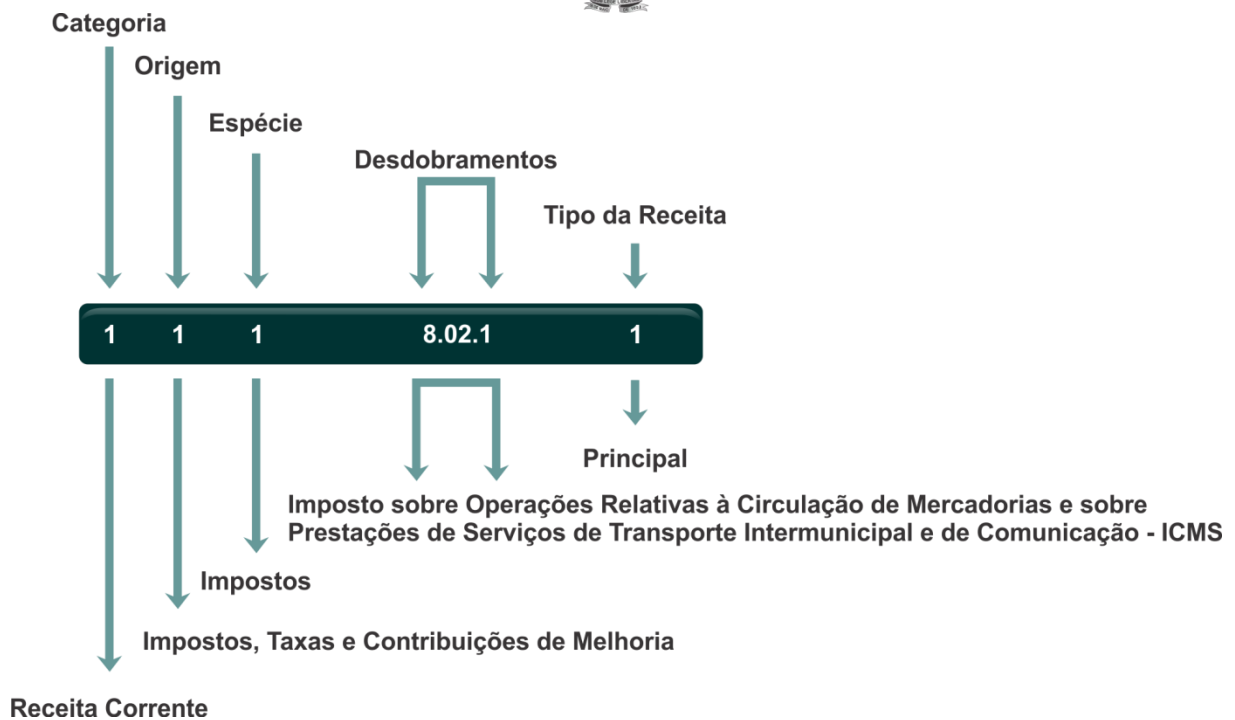 Categoria
Origem
Espécie
Desdobramentos
Tipo da Receita
1 1 1 8.02.1 1
Principal
Imposto sobre Operações Relativas à Circulação de Mercadorias e sobre
Prestações de Serviços de Transporte Intermunicipal e de Comunicação - ICMS
Impostos
Impostos, Taxas e Contribuições de Melhoria
Receita Corrente